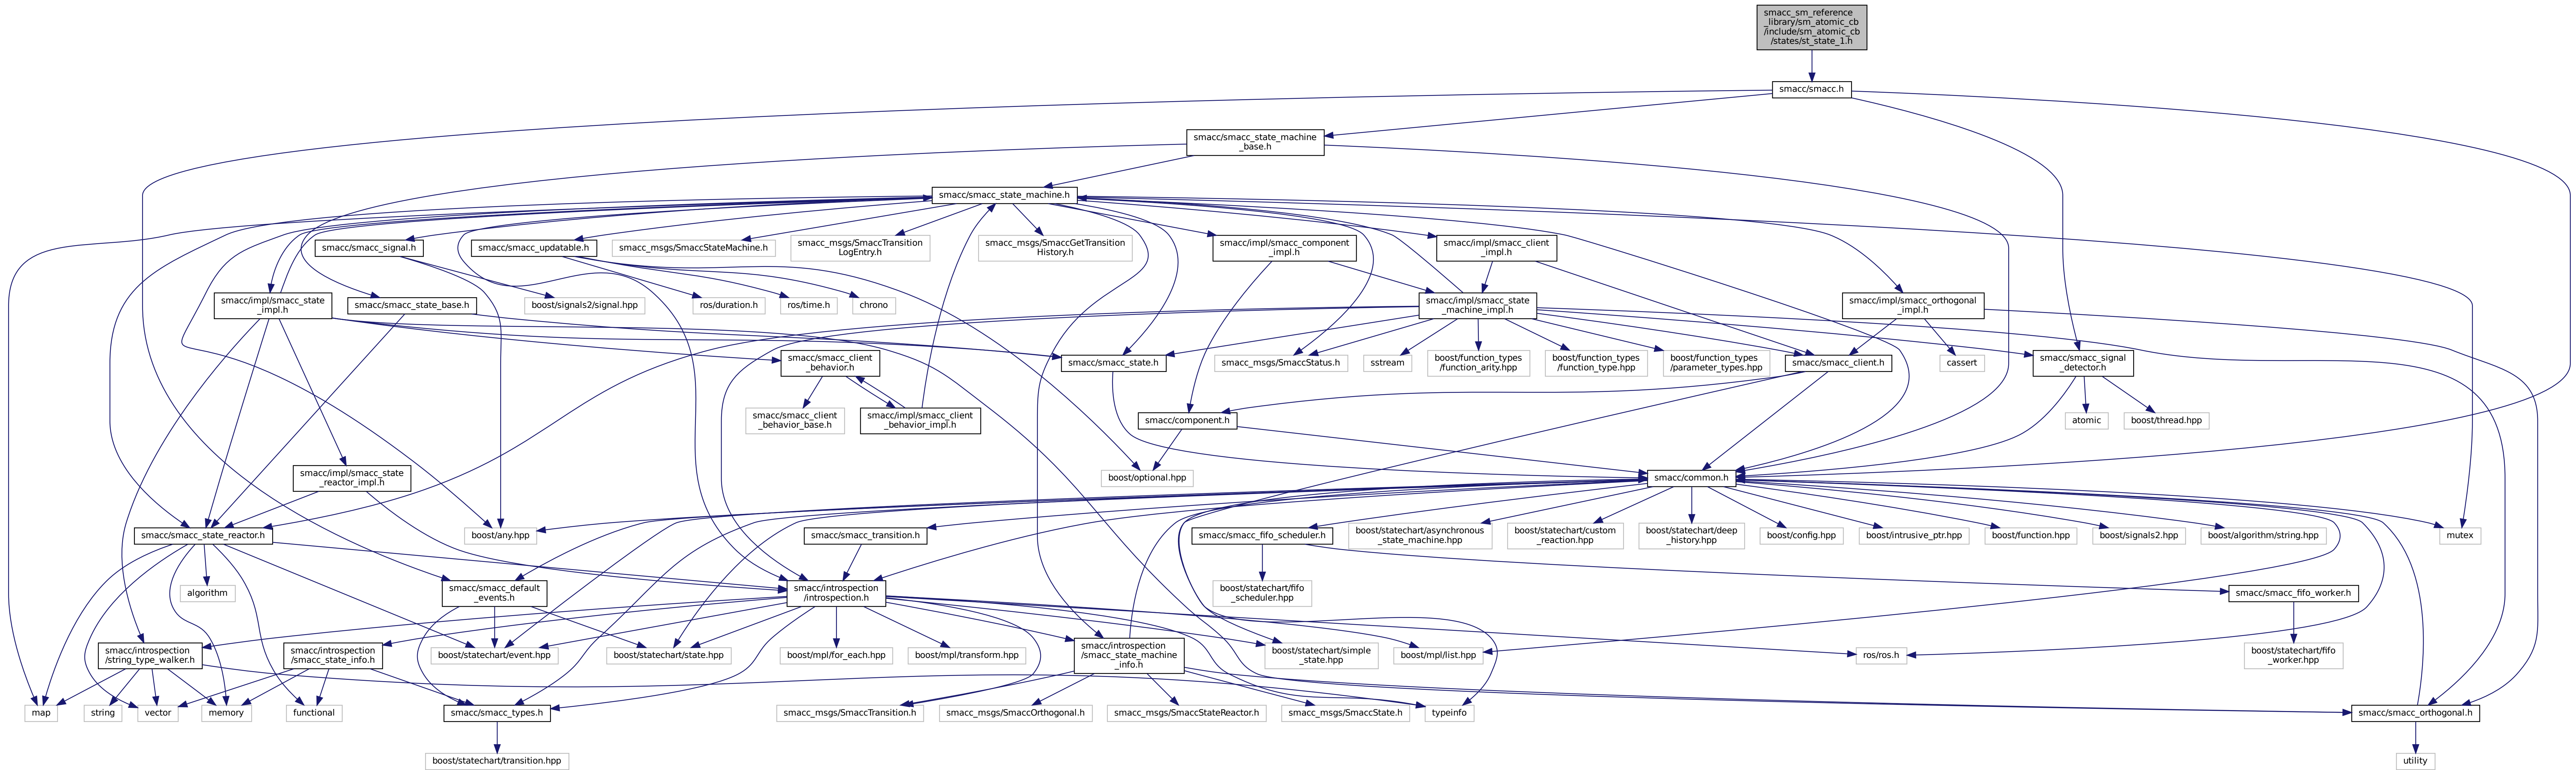 smacc_sm_reference
_library/sm_atomic_cb
/include/sm_atomic_cb
/states/st_state_1.h
smacc/smacc.h
smacc/smacc_state_machine
_base.h
smacc/smacc_state_machine.h
smacc/smacc_signal.h
smacc/smacc_updatable.h
smacc_msgs/SmaccStateMachine.h
smacc_msgs/SmaccTransition
LogEntry.h
smacc_msgs/SmaccGetTransition
History.h
smacc/impl/smacc_component
_impl.h
smacc/impl/smacc_client
_impl.h
smacc/impl/smacc_state
_impl.h
smacc/smacc_state_base.h
boost/signals2/signal.hpp
ros/duration.h
ros/time.h
chrono
smacc/impl/smacc_state
_machine_impl.h
smacc/impl/smacc_orthogonal
_impl.h
smacc/smacc_client
_behavior.h
smacc/smacc_state.h
smacc_msgs/SmaccStatus.h
sstream
boost/function_types
/function_arity.hpp
boost/function_types
/function_type.hpp
boost/function_types
/parameter_types.hpp
smacc/smacc_client.h
cassert
smacc/smacc_signal
_detector.h
smacc/smacc_client
_behavior_base.h
smacc/impl/smacc_client
_behavior_impl.h
smacc/component.h
atomic
boost/thread.hpp
smacc/impl/smacc_state
_reactor_impl.h
boost/optional.hpp
smacc/common.h
smacc/smacc_state_reactor.h
boost/any.hpp
smacc/smacc_transition.h
smacc/smacc_fifo_scheduler.h
boost/statechart/asynchronous
_state_machine.hpp
boost/statechart/custom
_reaction.hpp
boost/statechart/deep
_history.hpp
boost/config.hpp
boost/intrusive_ptr.hpp
boost/function.hpp
boost/signals2.hpp
boost/algorithm/string.hpp
mutex
algorithm
smacc/smacc_default
_events.h
smacc/introspection
/introspection.h
boost/statechart/fifo
_scheduler.hpp
smacc/smacc_fifo_worker.h
smacc/introspection
/string_type_walker.h
smacc/introspection
/smacc_state_info.h
boost/statechart/event.hpp
boost/statechart/state.hpp
boost/mpl/for_each.hpp
boost/mpl/transform.hpp
smacc/introspection
/smacc_state_machine
_info.h
boost/statechart/simple
_state.hpp
boost/mpl/list.hpp
ros/ros.h
boost/statechart/fifo
_worker.hpp
map
string
vector
memory
functional
smacc/smacc_types.h
smacc_msgs/SmaccTransition.h
smacc_msgs/SmaccOrthogonal.h
smacc_msgs/SmaccStateReactor.h
smacc_msgs/SmaccState.h
typeinfo
smacc/smacc_orthogonal.h
boost/statechart/transition.hpp
utility